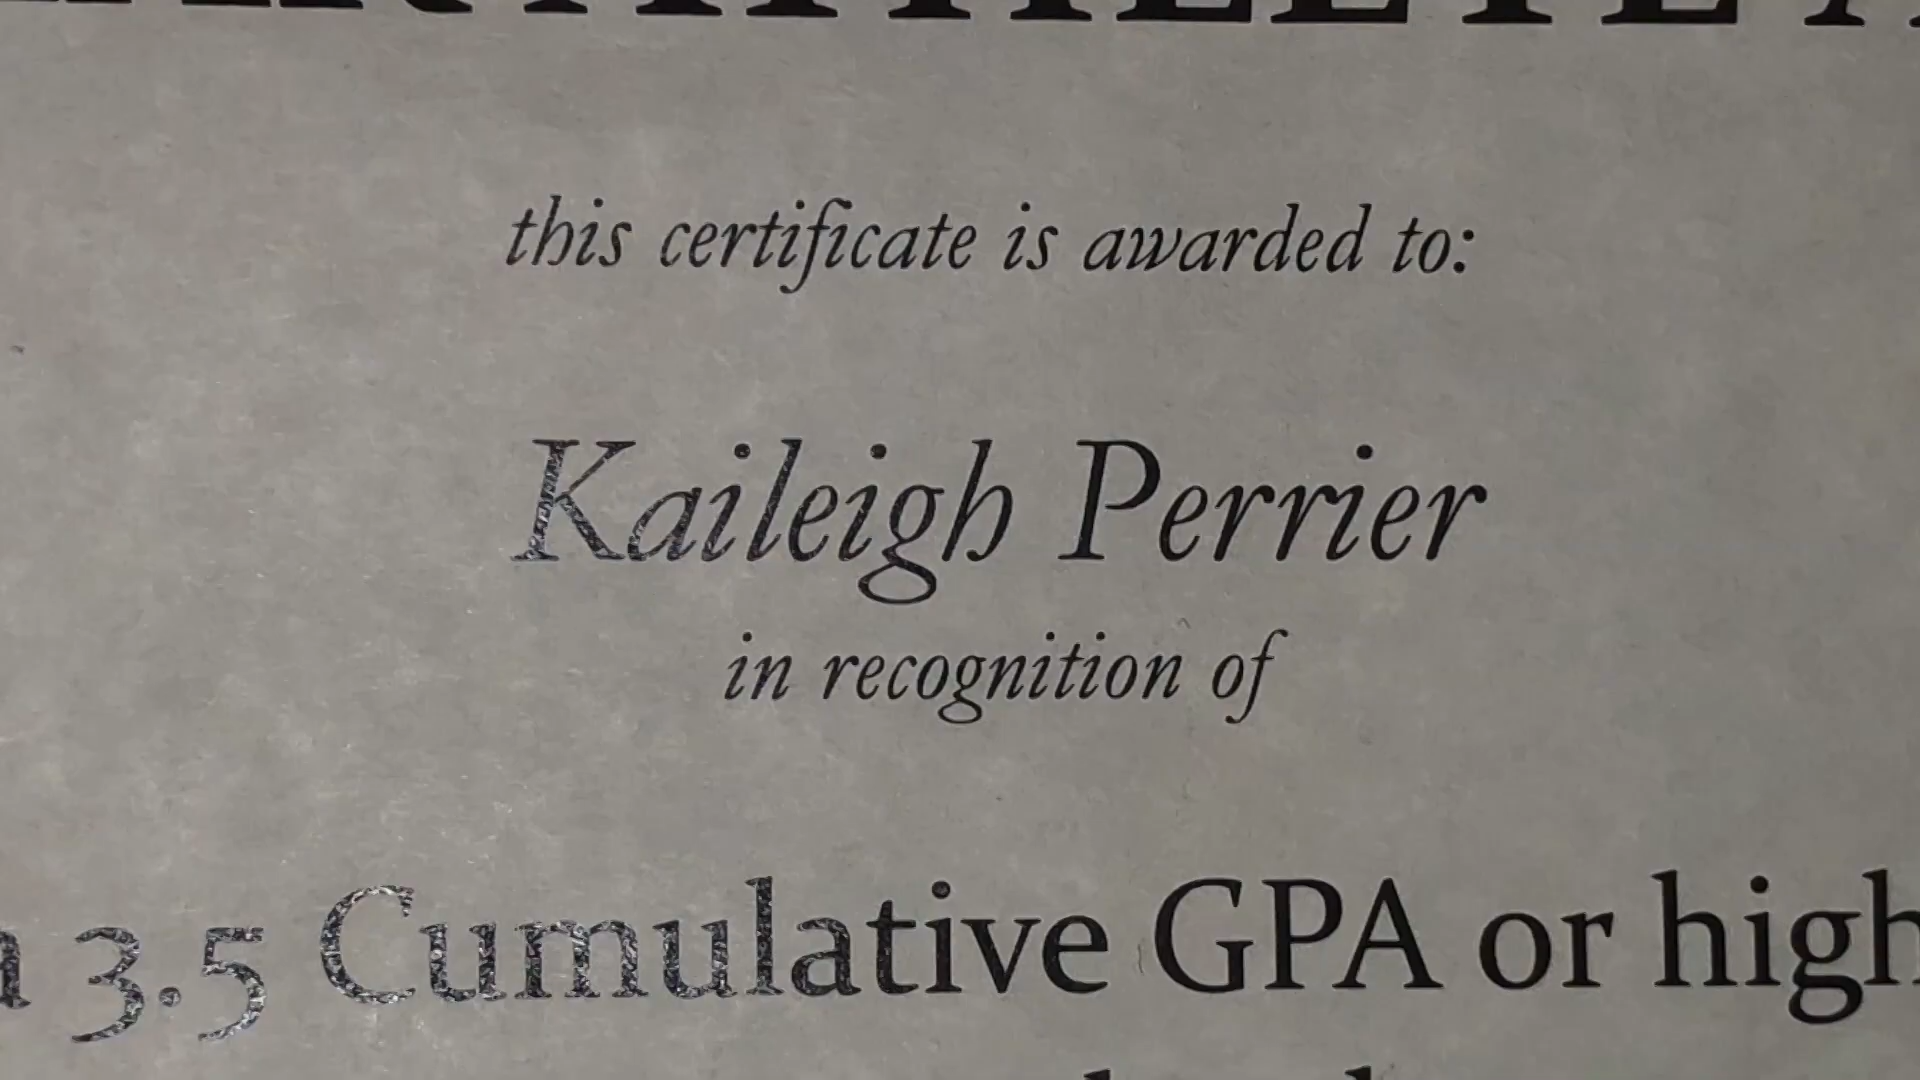 this certificate is awarded to:
Kaileigh Perrier
in recognition of
3.5 Cumulative GPA or high